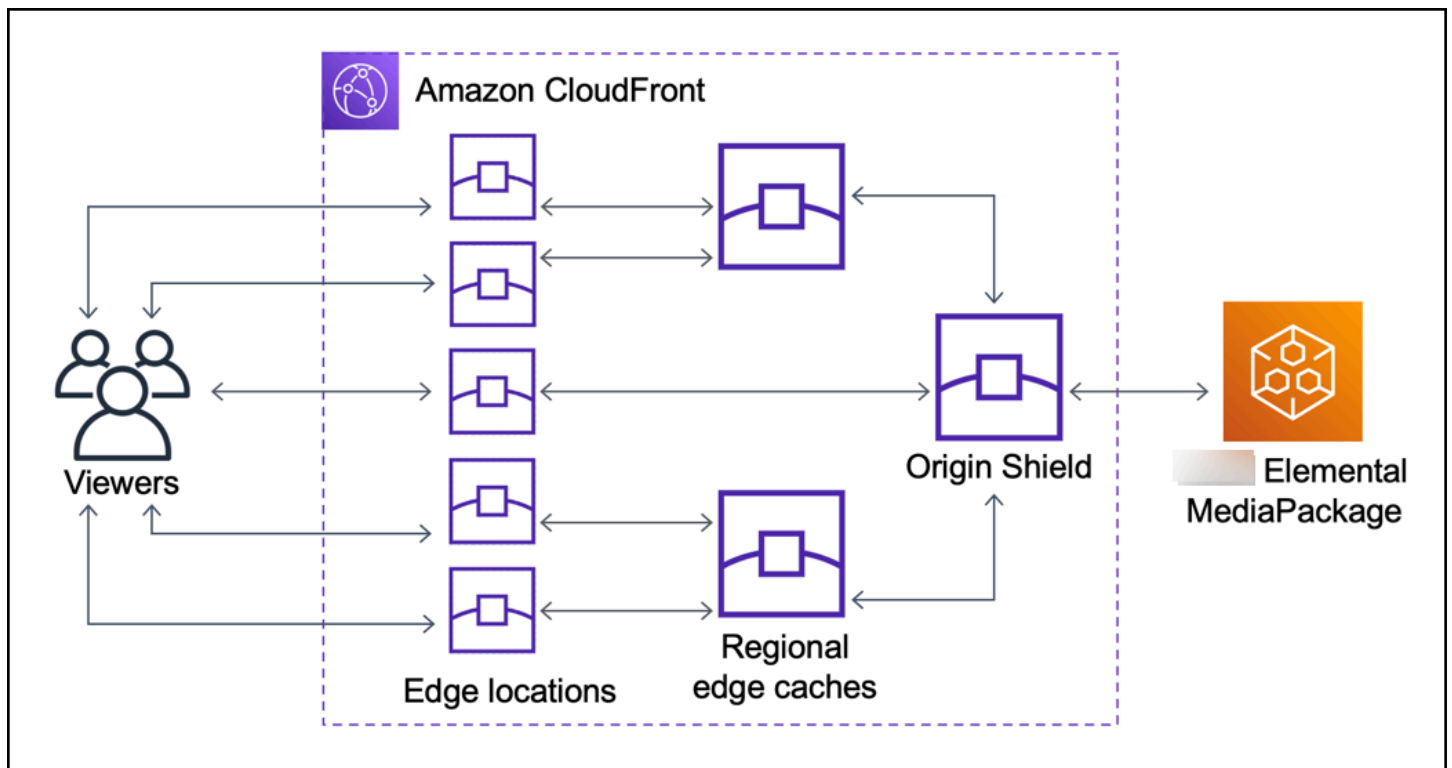 Amazon CloudFront
Viewers
Edge locations
Regional
edge caches
Origin Shield
Elemental
MediaPackage